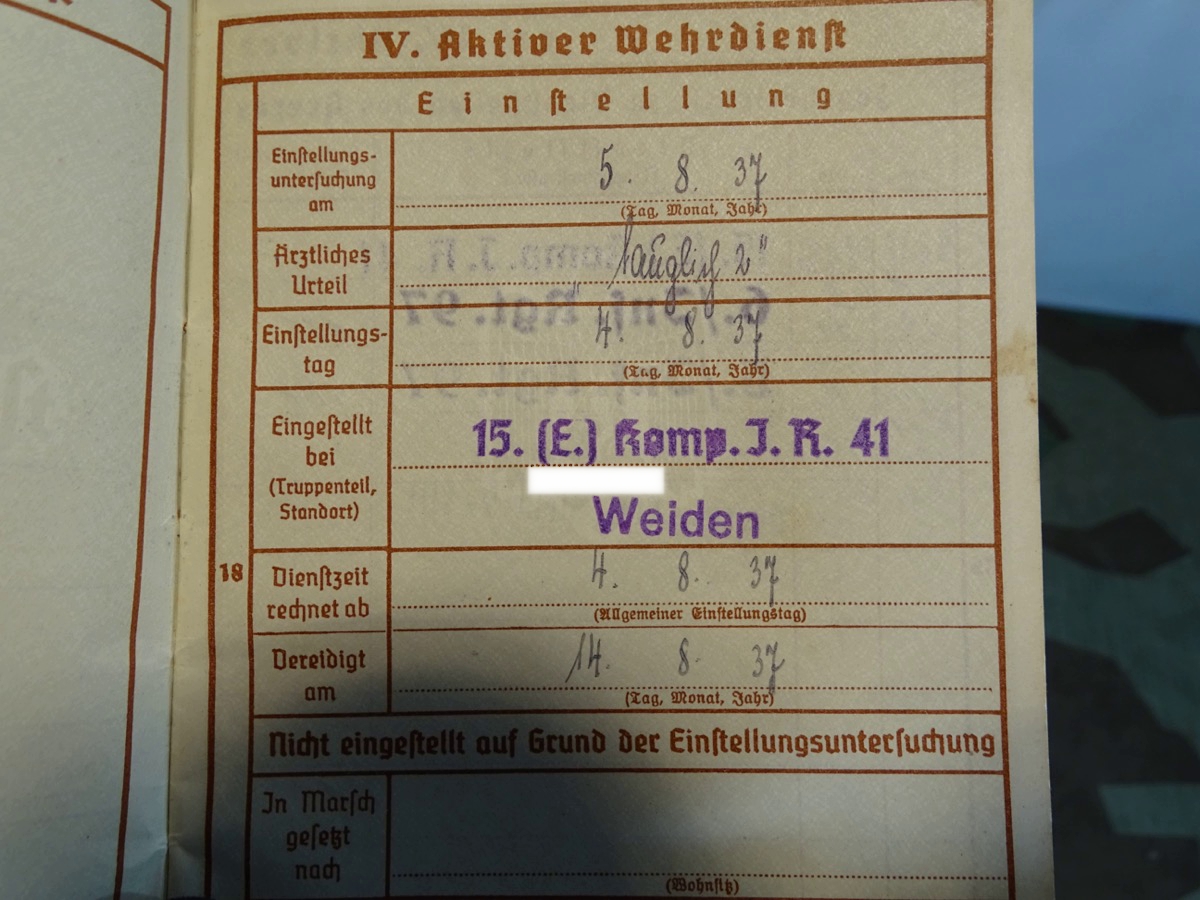 IV. Aktiver Wehrdienst
Einstellung
Einstellungs-
untersuchung
am
5. 8. 37
(Tag, Monat, Jahr)
Ärztliches
Urteil
"tauglich 2"
Einstellungs-
tag
4. 8. 37
(Tag, Monat, Jahr)
Eingestellt
bei
(Truppenteil,
Standort)
15. (E.) Komp. J. R. 41
Weiden
18
Dienstzeit
rechnet ab
4. 8. 37
(Allgemeiner Einstellungstag)
Vereidigt
am
14. 8. 37
(Tag, Monat, Jahr)
Nicht eingestellt auf Grund der Einstellungsuntersuchung
In Marsch
gesetzt
nach
(Wohnsitz)